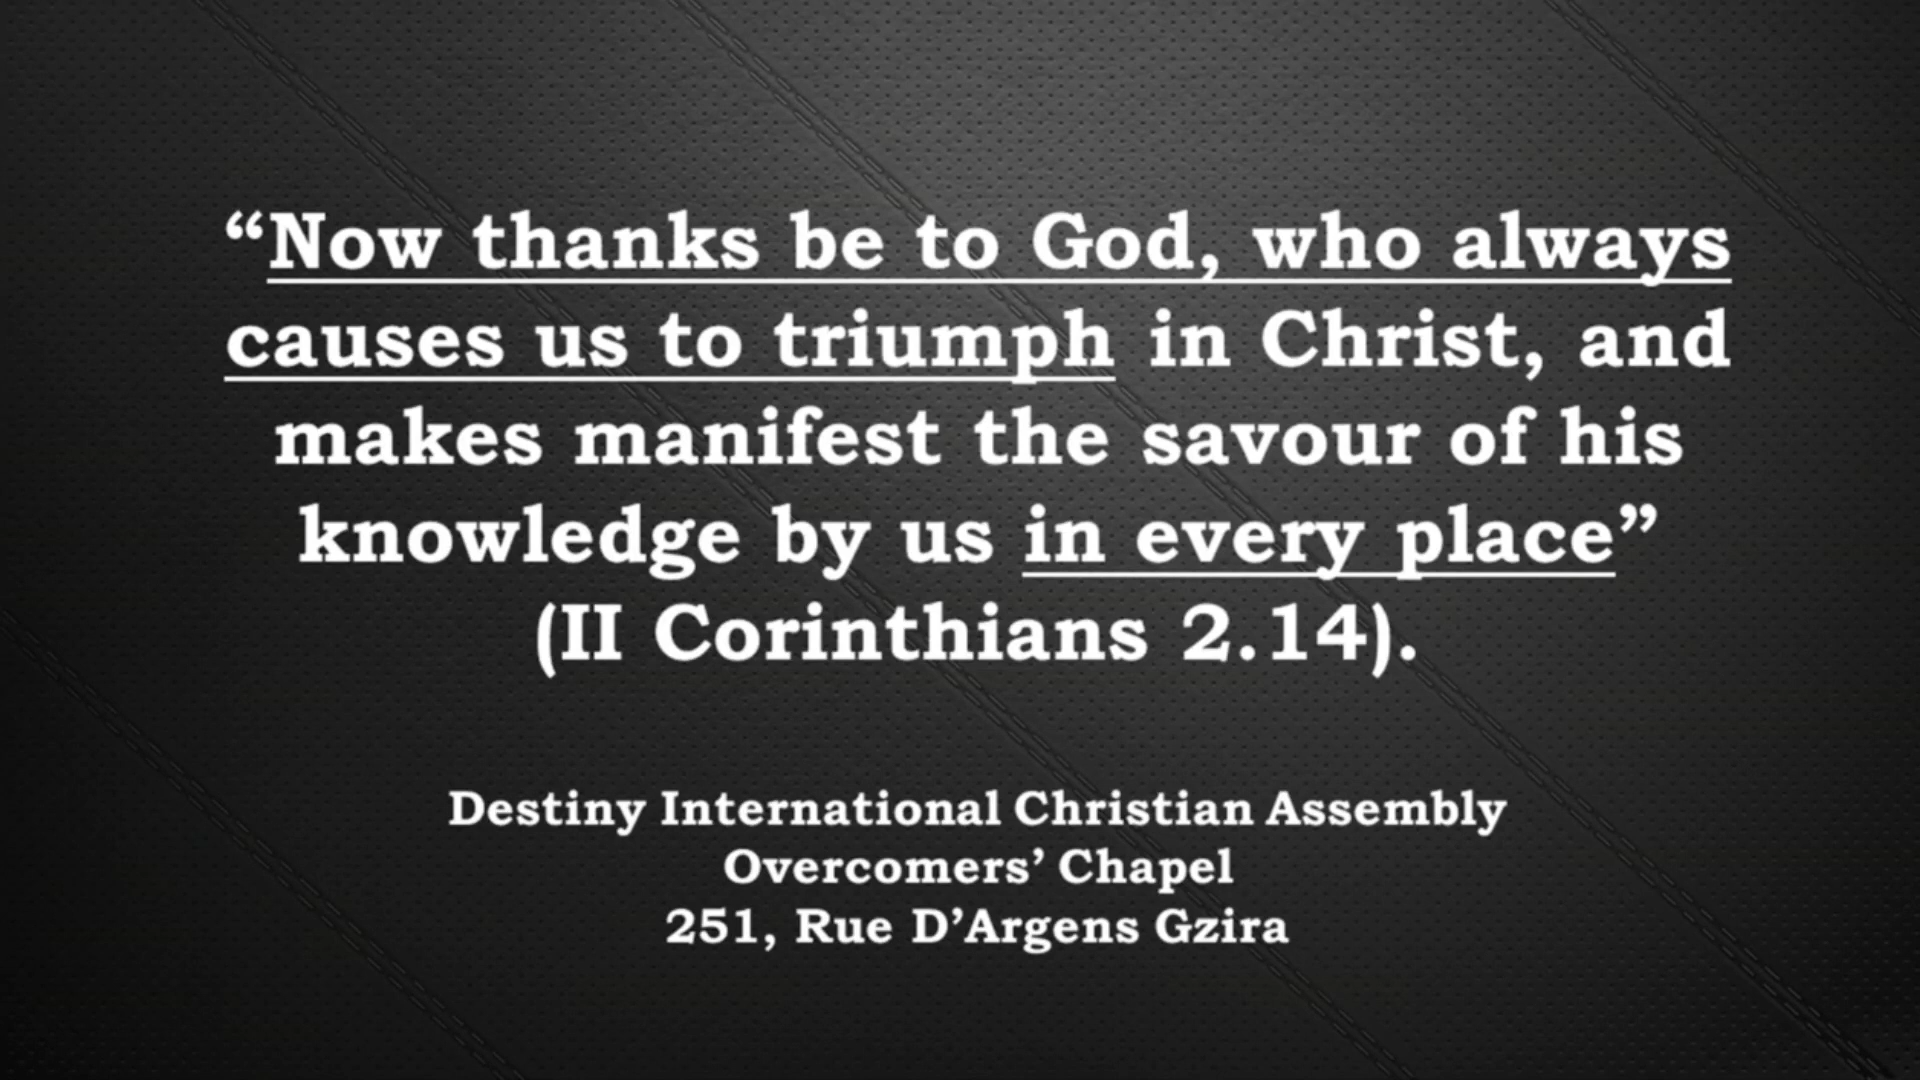 “Now thanks be to God, who always
causes us to triumph in Christ, and
makes manifest the savour of his
knowledge by us in every place”
(II Corinthians 2.14).
Destiny International Christian Assembly
Overcomers’ Chapel
251, Rue D’Argens Gzira